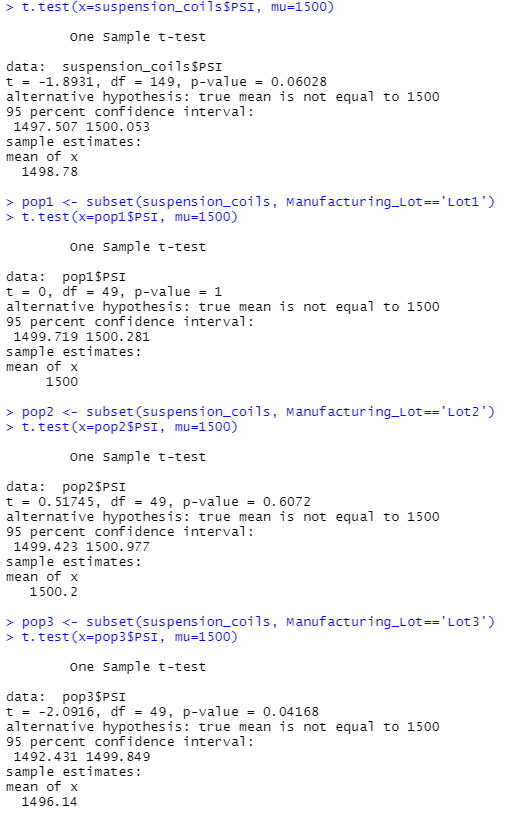 > t.test(x=suspension_coils$PSI, mu=1500)
One Sample t-test
data:  suspension_coils$PSI
t = -1.8931, df = 149, p-value = 0.06028
alternative hypothesis: true mean is not equal to 1500
95 percent confidence interval:
 1497.507 1500.053
sample estimates:
mean of x
  1498.78
> pop1 <- subset(suspension_coils, Manufacturing_Lot=='Lot1')
> t.test(x=pop1$PSI, mu=1500)
One Sample t-test
data:  pop1$PSI
t = 0, df = 49, p-value = 1
alternative hypothesis: true mean is not equal to 1500
95 percent confidence interval:
 1499.719 1500.281
sample estimates:
mean of x
     1500
> pop2 <- subset(suspension_coils, Manufacturing_Lot=='Lot2')
> t.test(x=pop2$PSI, mu=1500)
One Sample t-test
data:  pop2$PSI
t = 0.51745, df = 49, p-value = 0.6072
alternative hypothesis: true mean is not equal to 1500
95 percent confidence interval:
 1499.423 1500.977
sample estimates:
mean of x
   1500.2
> pop3 <- subset(suspension_coils, Manufacturing_Lot=='Lot3')
> t.test(x=pop3$PSI, mu=1500)
One Sample t-test
data:  pop3$PSI
t = -2.0916, df = 49, p-value = 0.04168
alternative hypothesis: true mean is not equal to 1500
95 percent confidence interval:
 1492.431 1499.849
sample estimates:
mean of x
  1496.14